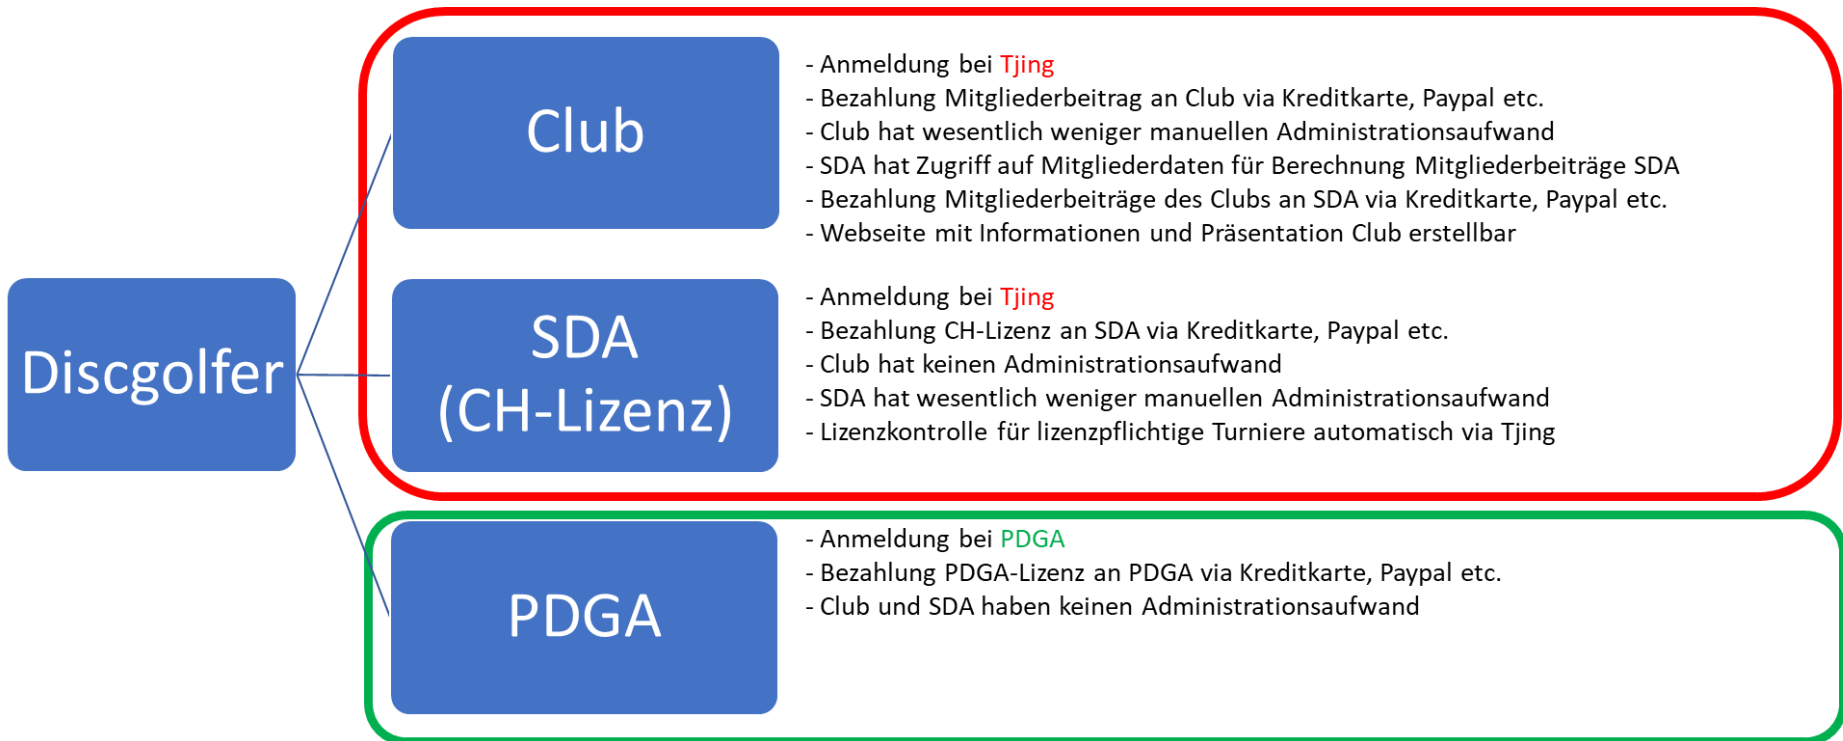 Discgolfer
Club
- Anmeldung bei Tjing
- Bezahlung Mitgliederbeitrag an Club via Kreditkarte, Paypal etc.
- Club hat wesentlich weniger manuellen Administrationsaufwand
- SDA hat Zugriff auf Mitgliederdaten für Berechnung Mitgliederbeiträge SDA
- Bezahlung Mitgliederbeiträge des Clubs an SDA via Kreditkarte, Paypal etc.
- Webseite mit Informationen und Präsentation Club erstellbar
SDA
(CH-Lizenz)
- Anmeldung bei Tjing
- Bezahlung CH-Lizenz an SDA via Kreditkarte, Paypal etc.
- Club hat keinen Administrationsaufwand
- SDA hat wesentlich weniger manuellen Administrationsaufwand
- Lizenzkontrolle für lizenzpflichtige Turniere automatisch via Tjing
PDGA
- Anmeldung bei PDGA
- Bezahlung PDGA-Lizenz an PDGA via Kreditkarte, Paypal etc.
- Club und SDA haben keinen Administrationsaufwand